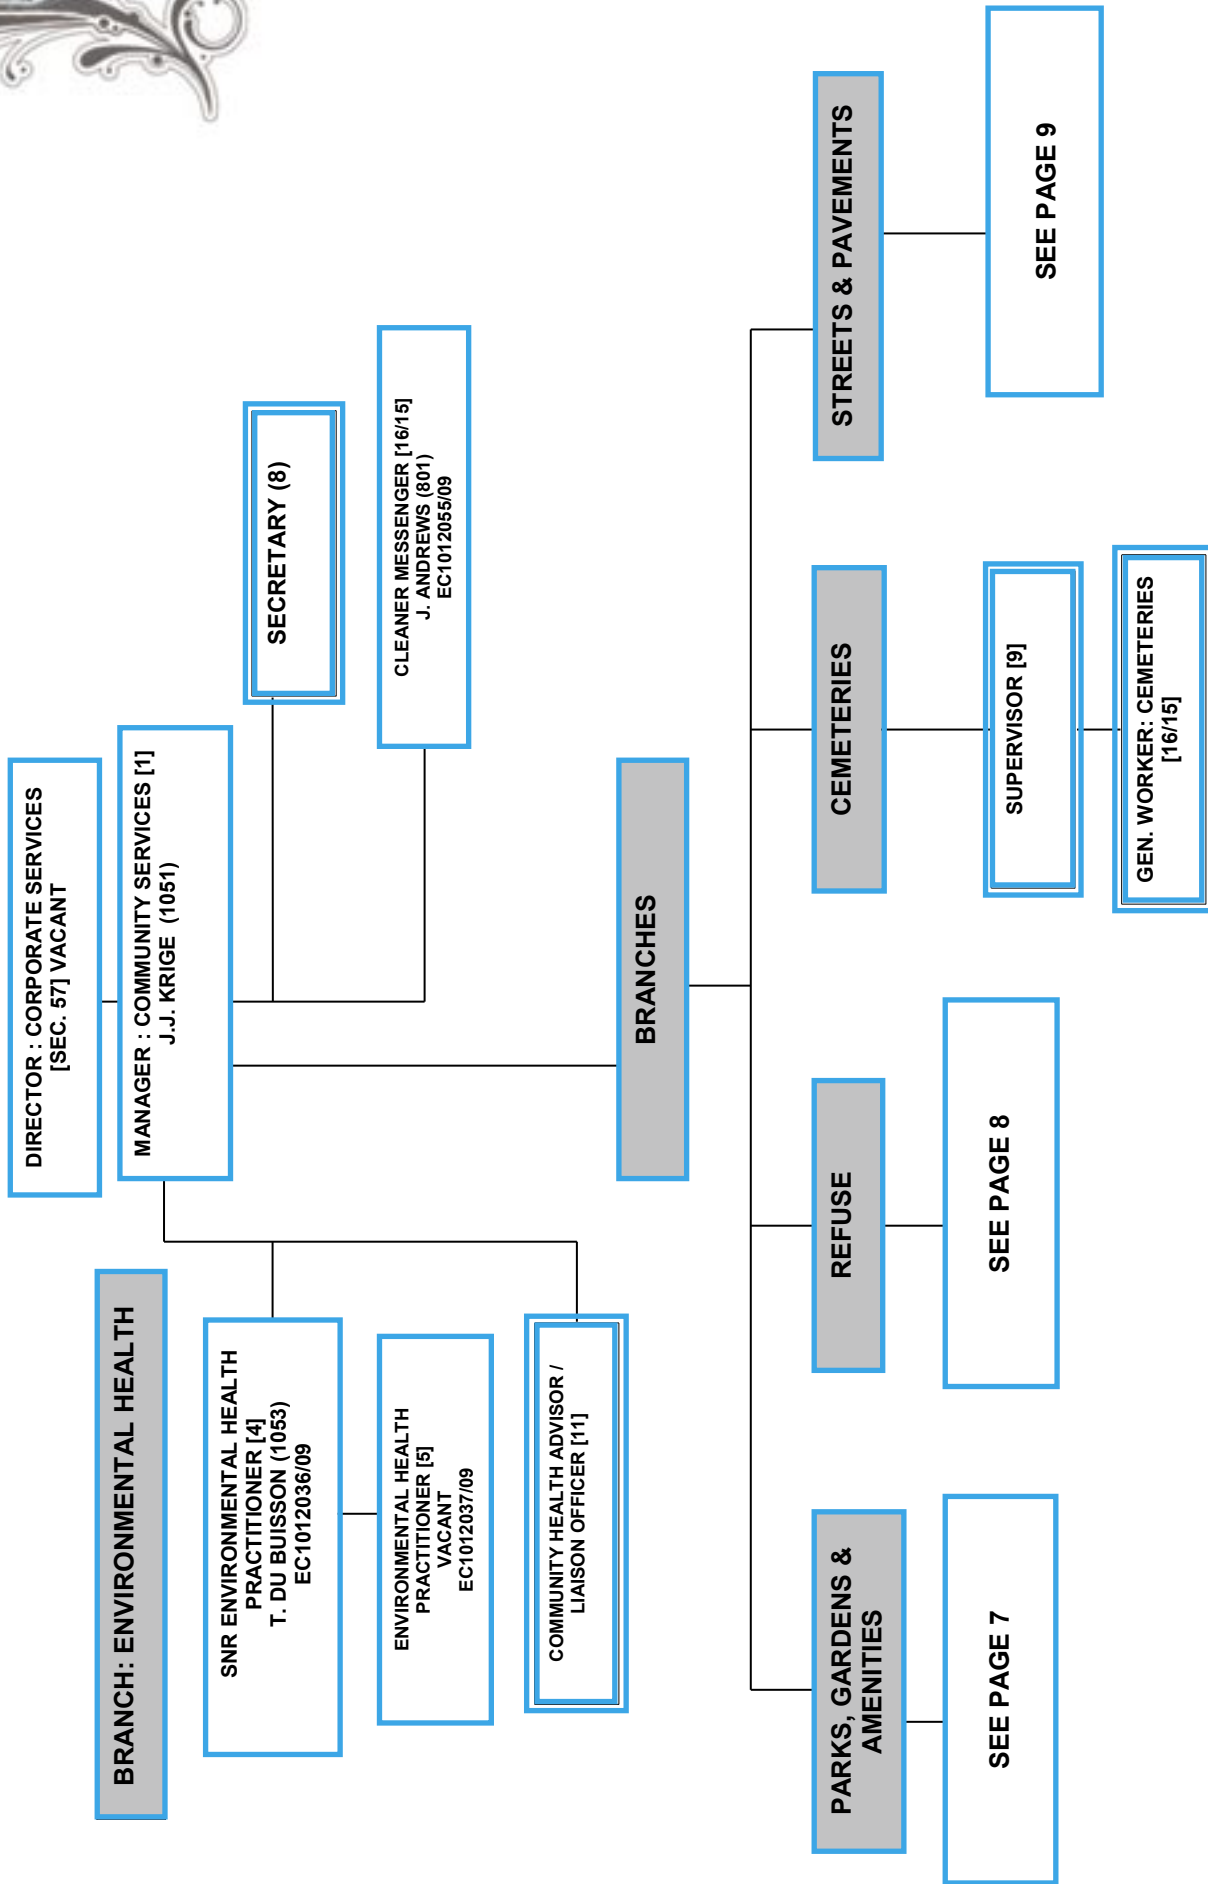 DIRECTOR : CORPORATE SERVICES
[SEC. 57] VACANT
MANAGER : COMMUNITY SERVICES [1]
J.J. KRIGE (1051)
BRANCH: ENVIRONMENTAL HEALTH
SNR ENVIRONMENTAL HEALTH
PRACTITIONER [4]
T. DU BUISSON (1053)
EC1012036/09
ENVIRONMENTAL HEALTH
PRACTITIONER [5]
VACANT
EC1012037/09
COMMUNITY HEALTH ADVISOR /
LIAISON OFFICER [11]
SECRETARY (8)
CLEANER MESSENGER [16/15]
J. ANDREWS (801)
EC1012055/09
BRANCHES
PARKS, GARDENS &
AMENITIES
SEE PAGE 7
REFUSE
SEE PAGE 8
CEMETERIES
SUPERVISOR [9]
GEN. WORKER: CEMETERIES
[16/15]
STREETS & PAVEMENTS
SEE PAGE 9